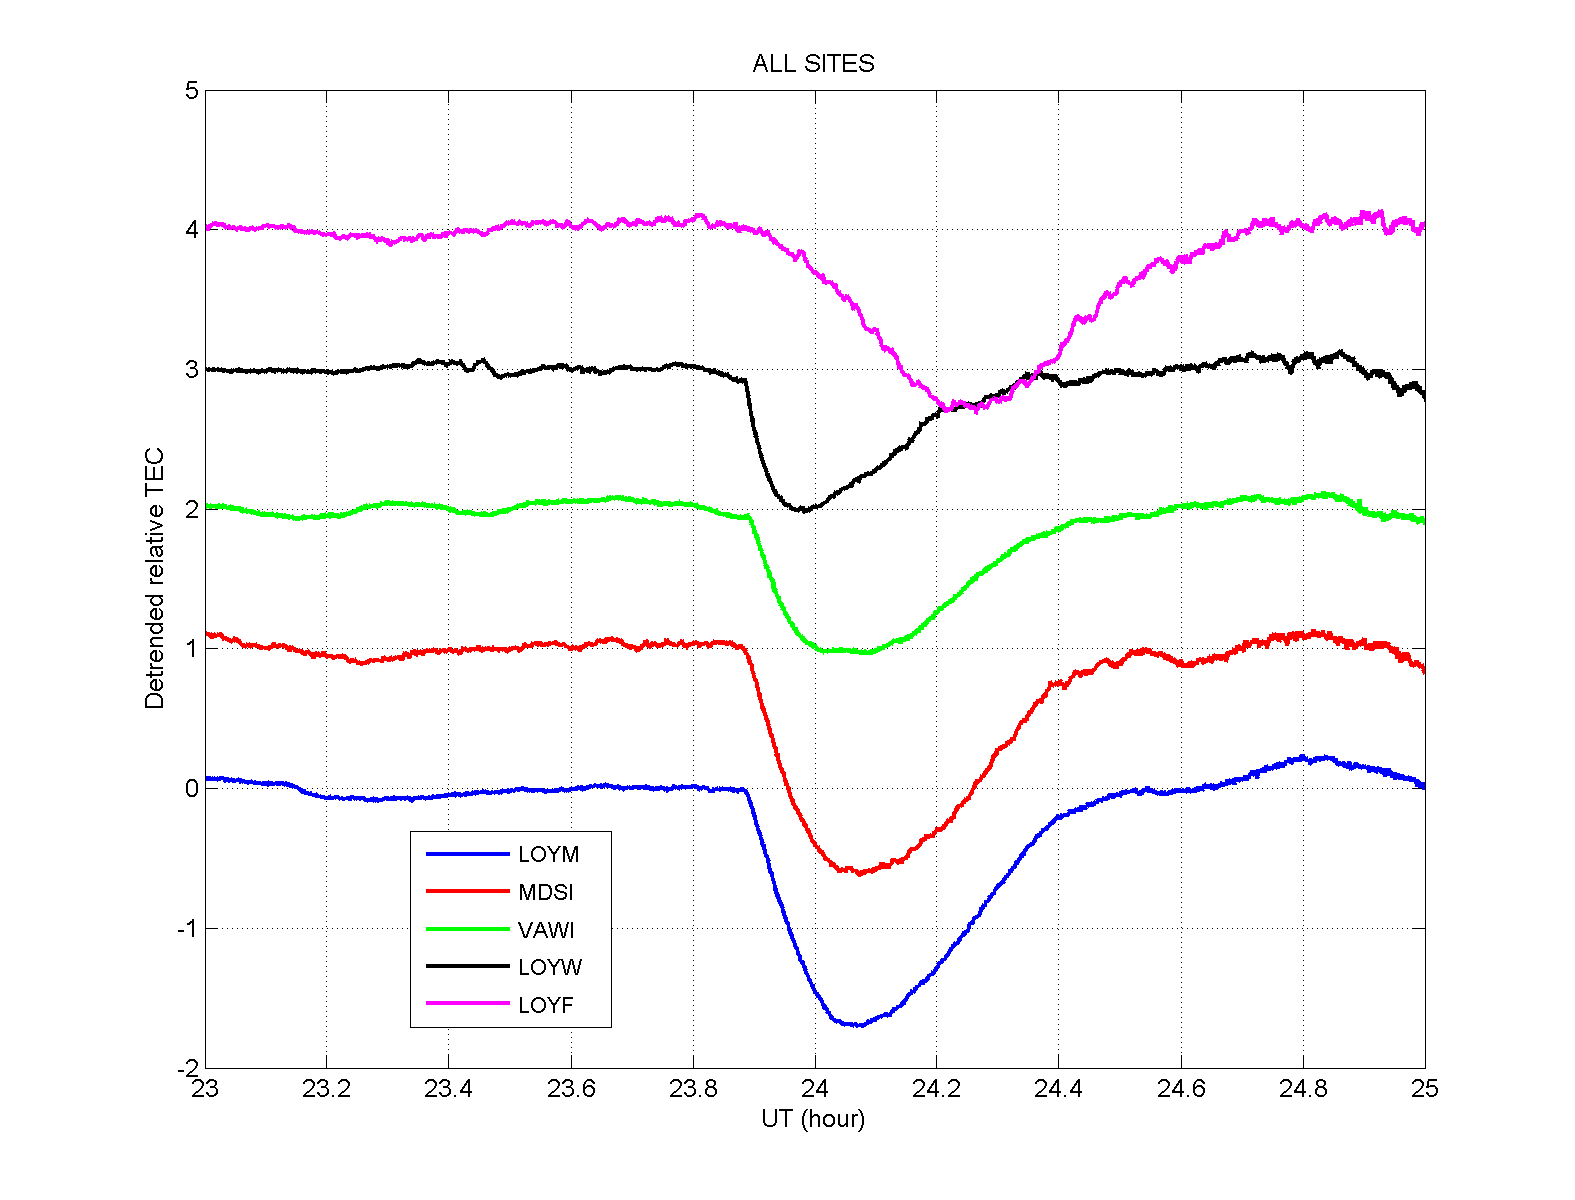 ALL SITES
5
4
3
2
1
0
-1
-2
Detrended relative TEC
LOYM
MDSI
VAWI
LOYW
LOYF
23 23.2 23.4 23.6 23.8 24 24.2 24.4 24.6 24.8 25
UT (hour)